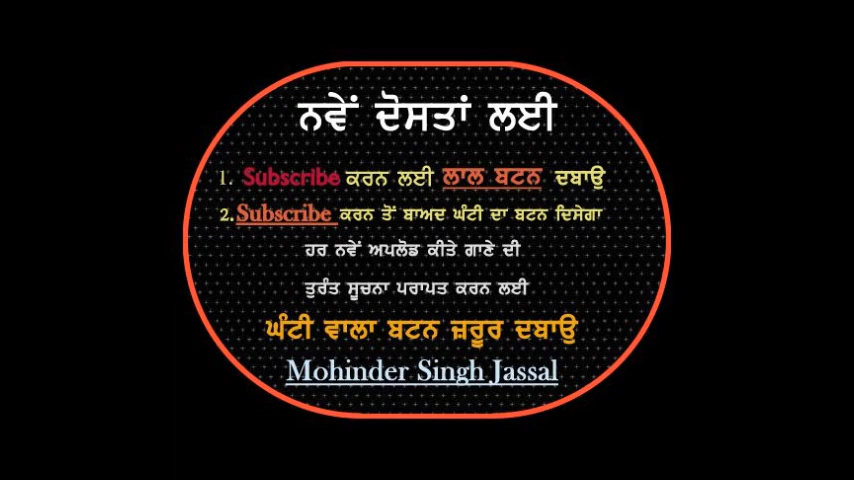 ਨਵੇਂ ਦੋਸਤਾਂ ਲਈ
1. Subscribe ਕਰਨ ਲਈ ਲਾਲ ਬਟਨ ਦਬਾਉ
2.Subscribe ਕਰਨ ਤੋਂ ਬਾਅਦ ਘੰਟੀ ਦਾ ਬਟਨ ਦਿਸੇਗਾ
ਹਰ ਨਵੇਂ ਅਪਲੋਡ ਕੀਤੇ ਗਾਣੇ ਦੀ
ਤੁਰੰਤ ਸੂਚਨਾ ਪਰਾਪਤ ਕਰਨ ਲਈ
ਘੰਟੀ ਵਾਲਾ ਬਟਨ ਜ਼ਰੂਰ ਦਬਾਉ
Mohinder Singh Jassal